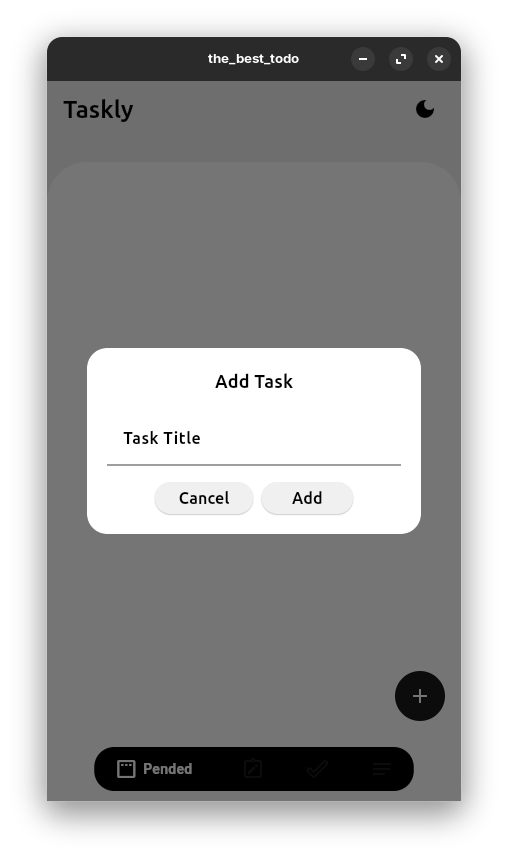 the_best_todo
Taskly
Add Task
Task Title
Cancel Add
Pended